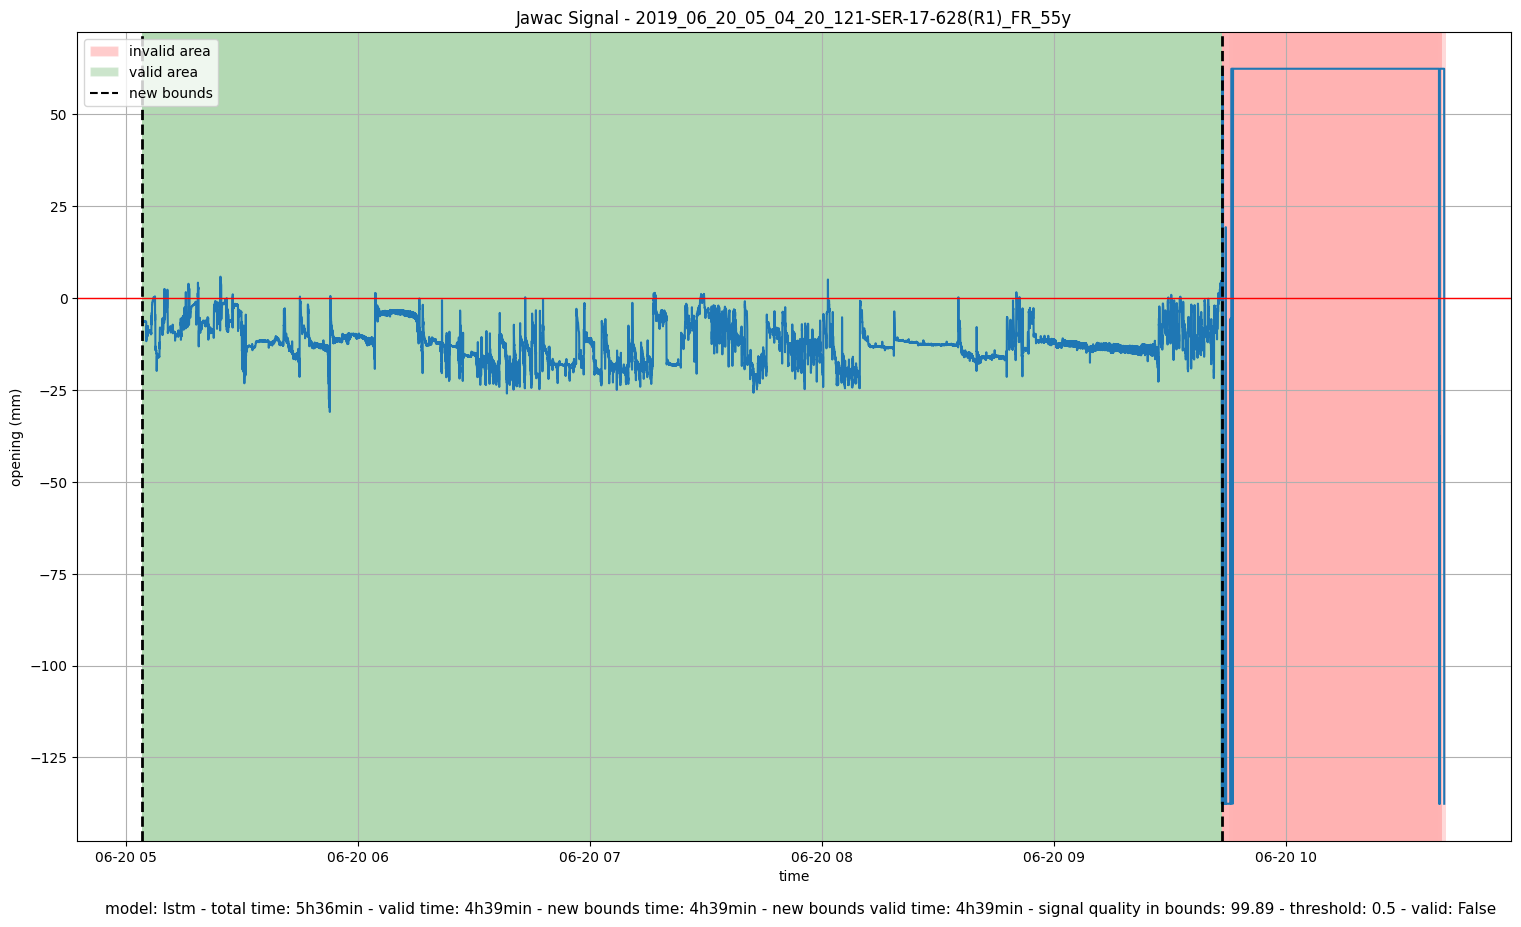 Jawac Signal - 2019_06_20_05_04_20_121-SER-17-628(R1)_FR_55y
invalid area
valid area
new bounds
50
25
0
−25
−50
−75
−100
−125
opening (mm)
06-20 05
06-20 06
06-20 07
06-20 08
06-20 09
06-20 10
time
model: lstm - total time: 5h36min - valid time: 4h39min - new bounds time: 4h39min - new bounds valid time: 4h39min - signal quality in bounds: 99.89 - threshold: 0.5 - valid: False